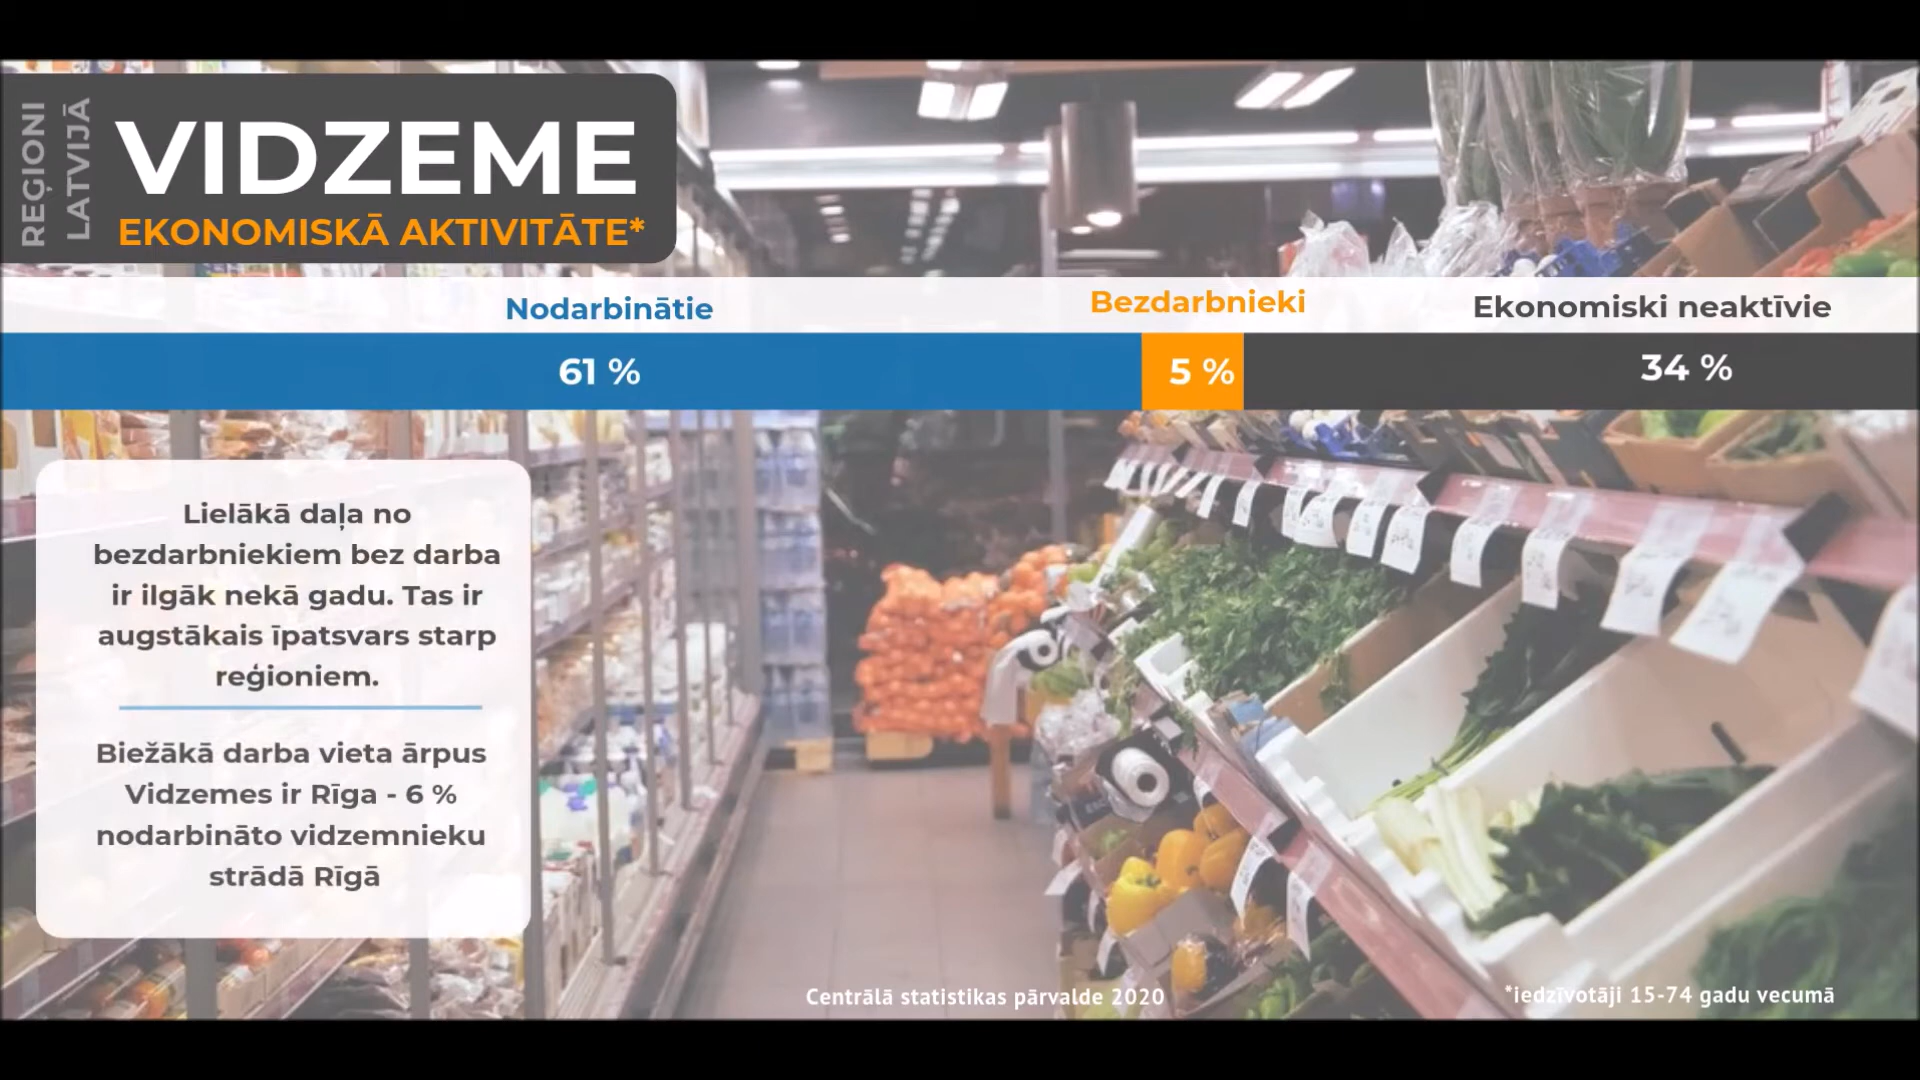 REĢIONI
LATVIJĀ
VIDZEME
EKONOMISKĀ AKTIVITĀTE*
Nodarbinātie
Bezdarbnieki
Ekonomiski neaktīvie
61 %
5 %
34 %
Lielākā daļa no
bezdarbniekiem bez darba
ir ilgāk nekā gadu. Tas ir
augstākais īpatsvars starp
reģioniem.
Biežākā darba vieta ārpus
Vidzemes ir Rīga - 6 %
nodarbināto vidzemnieku
strādā Rīgā
Centrālā statistikas pārvalde 2020
*iedzīvotāji 15-74 gadu vecumā